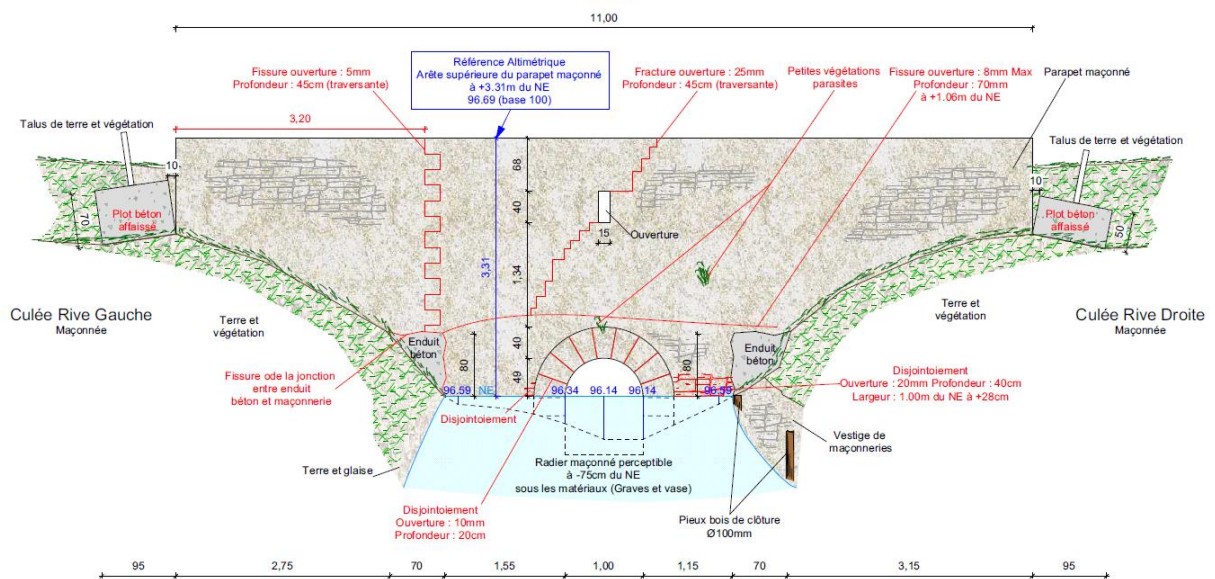 11,00
Fissure ouverture : 5mm
Profondeur : 45cm (traversante)
Référence Altimétrique
Arête supérieure du parapet maçonné
à +3.31m du NE
96.69 (base 100)
Fracture ouverture : 25mm
Profondeur : 45cm (traversante)
Petites végétations
parasites
Fissure ouverture : 8mm Max
Profondeur : 70mm
à +1.06m du NE
Parapet maçonné
Talus de terre et végétation
3,20
Talus de terre et végétation
10
68
10
70
Plot béton
affaissé
40
15
Ouverture
Plot béton
affaissé
50
3,31
1,34
Culée Rive Gauche
Maçonnée
Terre et
végétation
Terre et
végétation
Culée Rive Droite
Maçonnée
Enduit
béton
80
40
49
80
Enduit
béton
Fissure ode la jonction
entre enduit
béton et maçonnerie
96,59
NE
96,34
96,14
96,14
96,59
Disjointoiement
Ouverture : 20mm Profondeur : 40cm
Largeur : 1.00m du NE à +28cm
Disjointoiement
Vestige de
maçonneries
Terre et glaise
Radier maçonné perceptible
à -75cm du NE
sous les matériaux (Graves et vase)
Disjointoiement
Ouverture : 10mm
Profondeur : 20cm
Pieux bois de clôture
Ø100mm
95
2,75
70
1,55
1,00
1,15
70
3,15
95